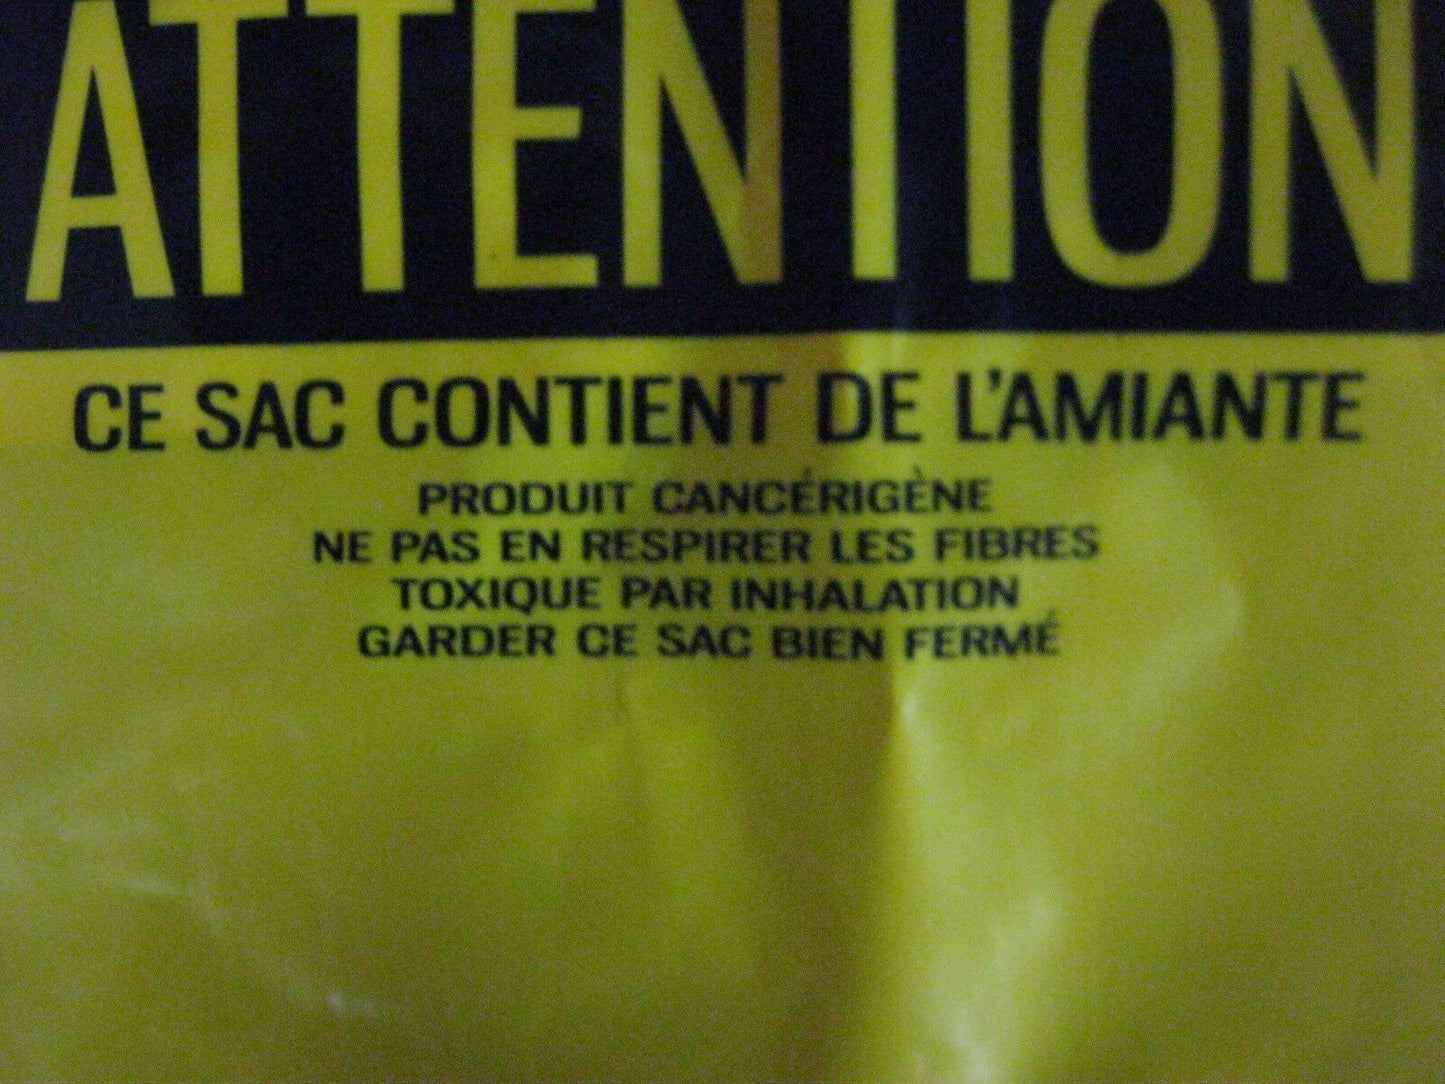 ATTENTION
CE SAC CONTIENT DE L'AMIANTE
PRODUIT CANCÉRIGÈNE
NE PAS EN RESPIRER LES FIBRES
TOXIQUE PAR INHALATION
GARDER CE SAC BIEN FERMÉ